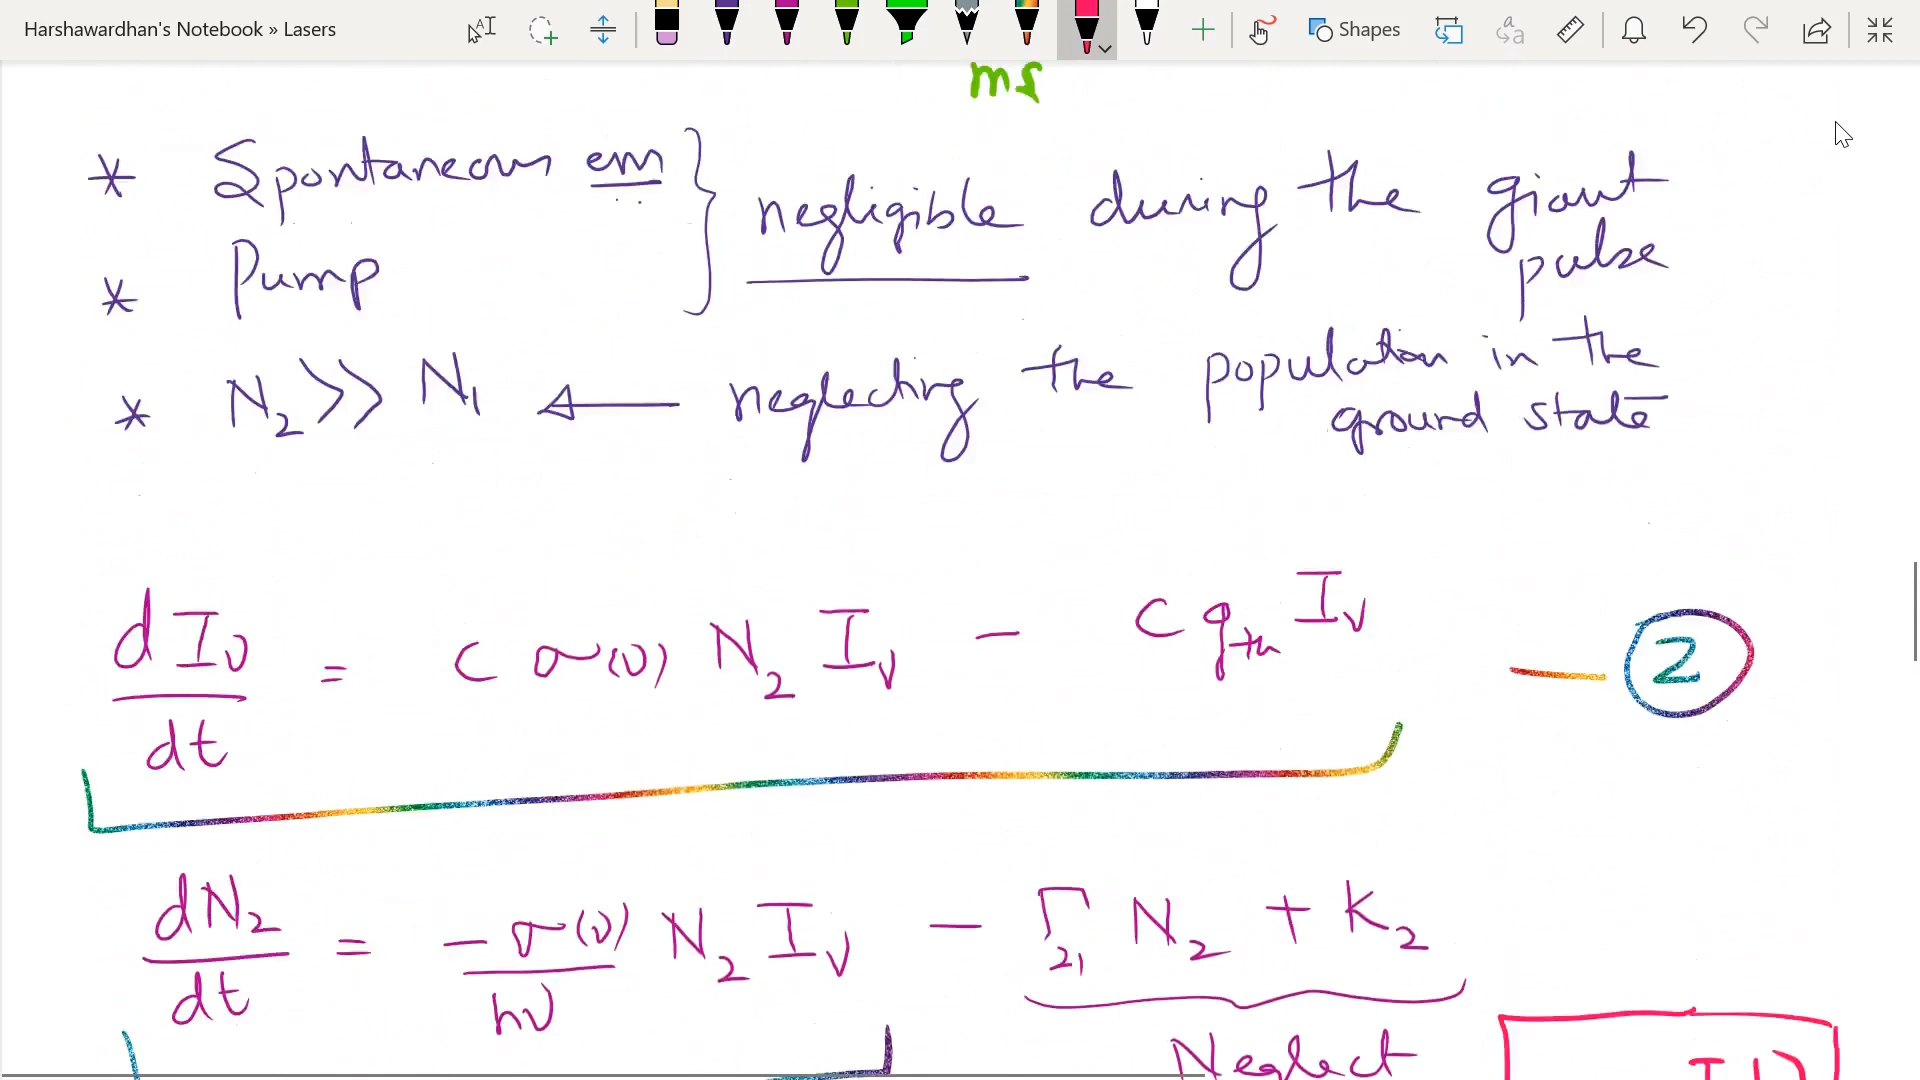 Harshawardhan's Notebook » Lasers
Shapes
ms
* Spontaneous em } negligible during the giant pulse
* Pump
* N₂ >> N₁ ← neglecting the population in the ground state
dI_ν/dt = c σ(ν) N₂ I_ν − c g_th I_ν — ②
dN₂/dt = −σ(ν)/hν N₂ I_ν − Γ₂₁ N₂ + K₂
Neglect